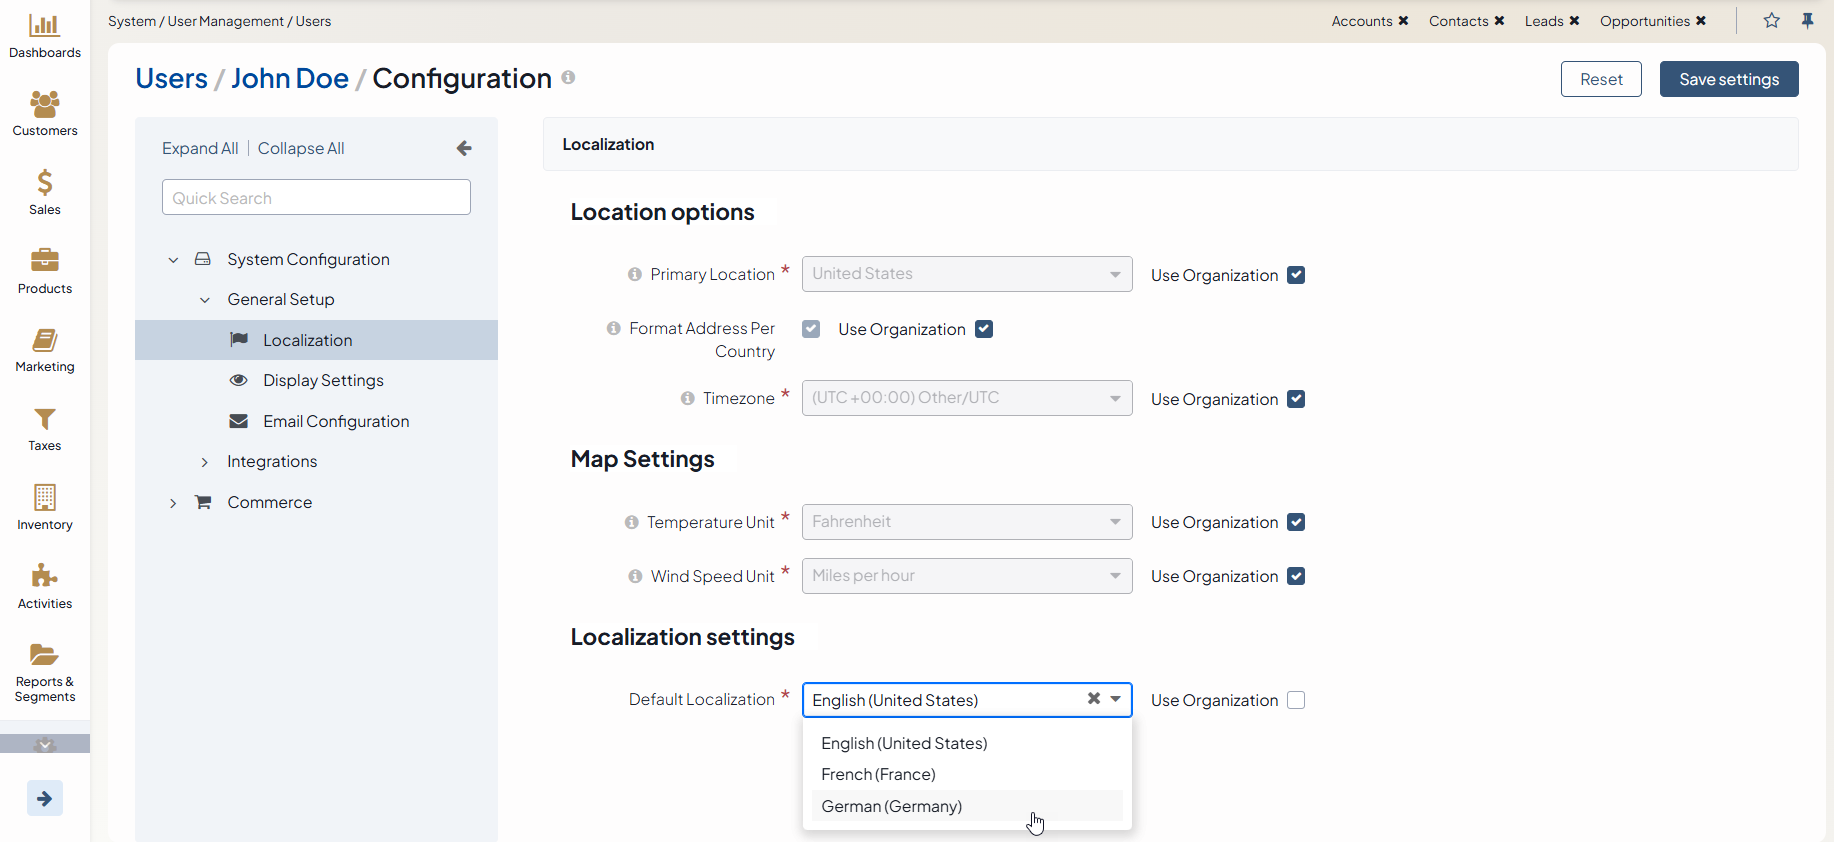 System / User Management / Users
Accounts ✖ Contacts ✖ Leads ✖ Opportunities ✖
Dashboards
Customers
Sales
Products
Marketing
Taxes
Inventory
Activities
Reports &
Segments
Users / John Doe / Configuration
Reset
Save settings
Expand All | Collapse All
Quick Search
System Configuration
General Setup
Localization
Display Settings
Email Configuration
Integrations
Commerce
Localization
Location options
Primary Location * United States Use Organization
Format Address Per
Country
Use Organization
Timezone * (UTC +00:00) Other/UTC Use Organization
Map Settings
Temperature Unit * Fahrenheit Use Organization
Wind Speed Unit * Miles per hour Use Organization
Localization settings
Default Localization * English (United States) Use Organization
English (United States)
French (France)
German (Germany)